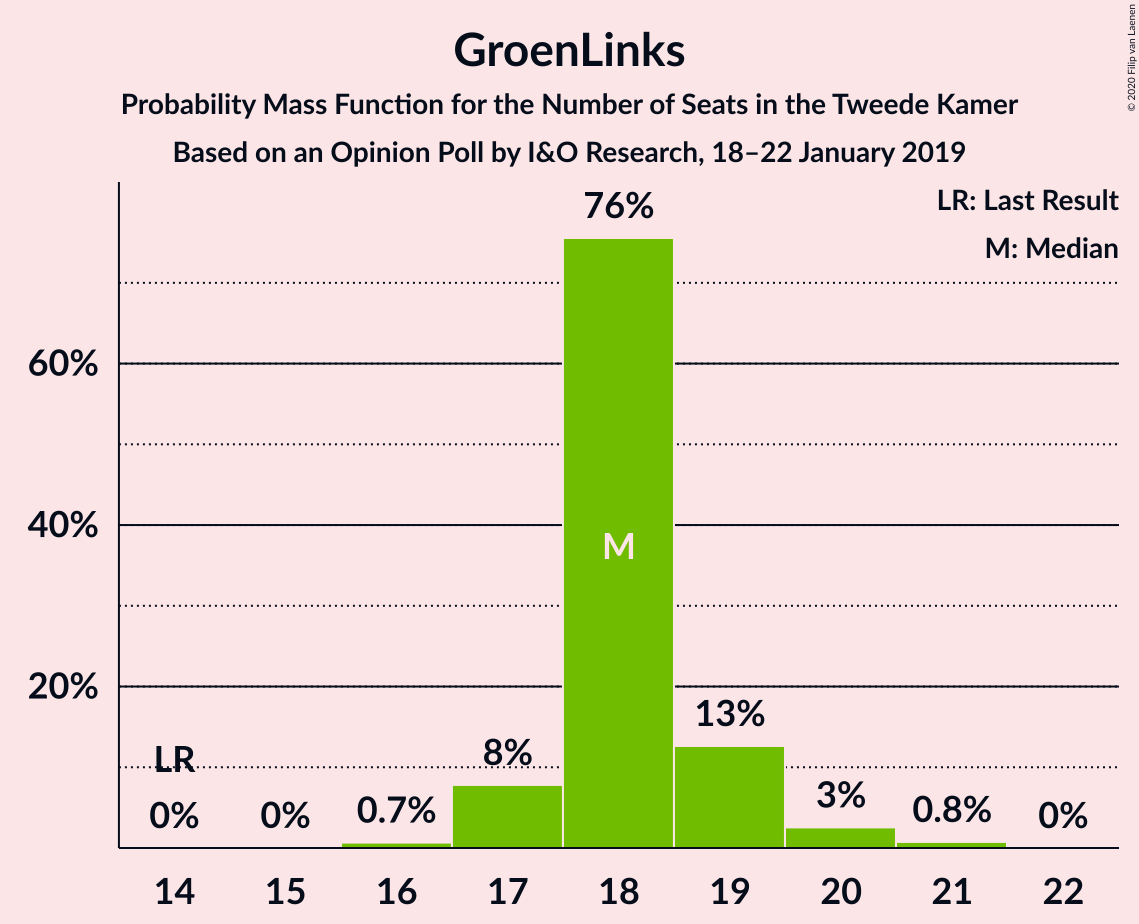 GroenLinks
Probability Mass Function for the Number of Seats in the Tweede Kamer
Based on an Opinion Poll by I&O Research, 18–22 January 2019
© 2020 Filip van Laenen
LR: Last Result
M: Median
76%
60%
40%
20%
M
LR
0%
0%
0.7%
8%
13%
3%
0.8%
0%
14 15 16 17 18 19 20 21 22